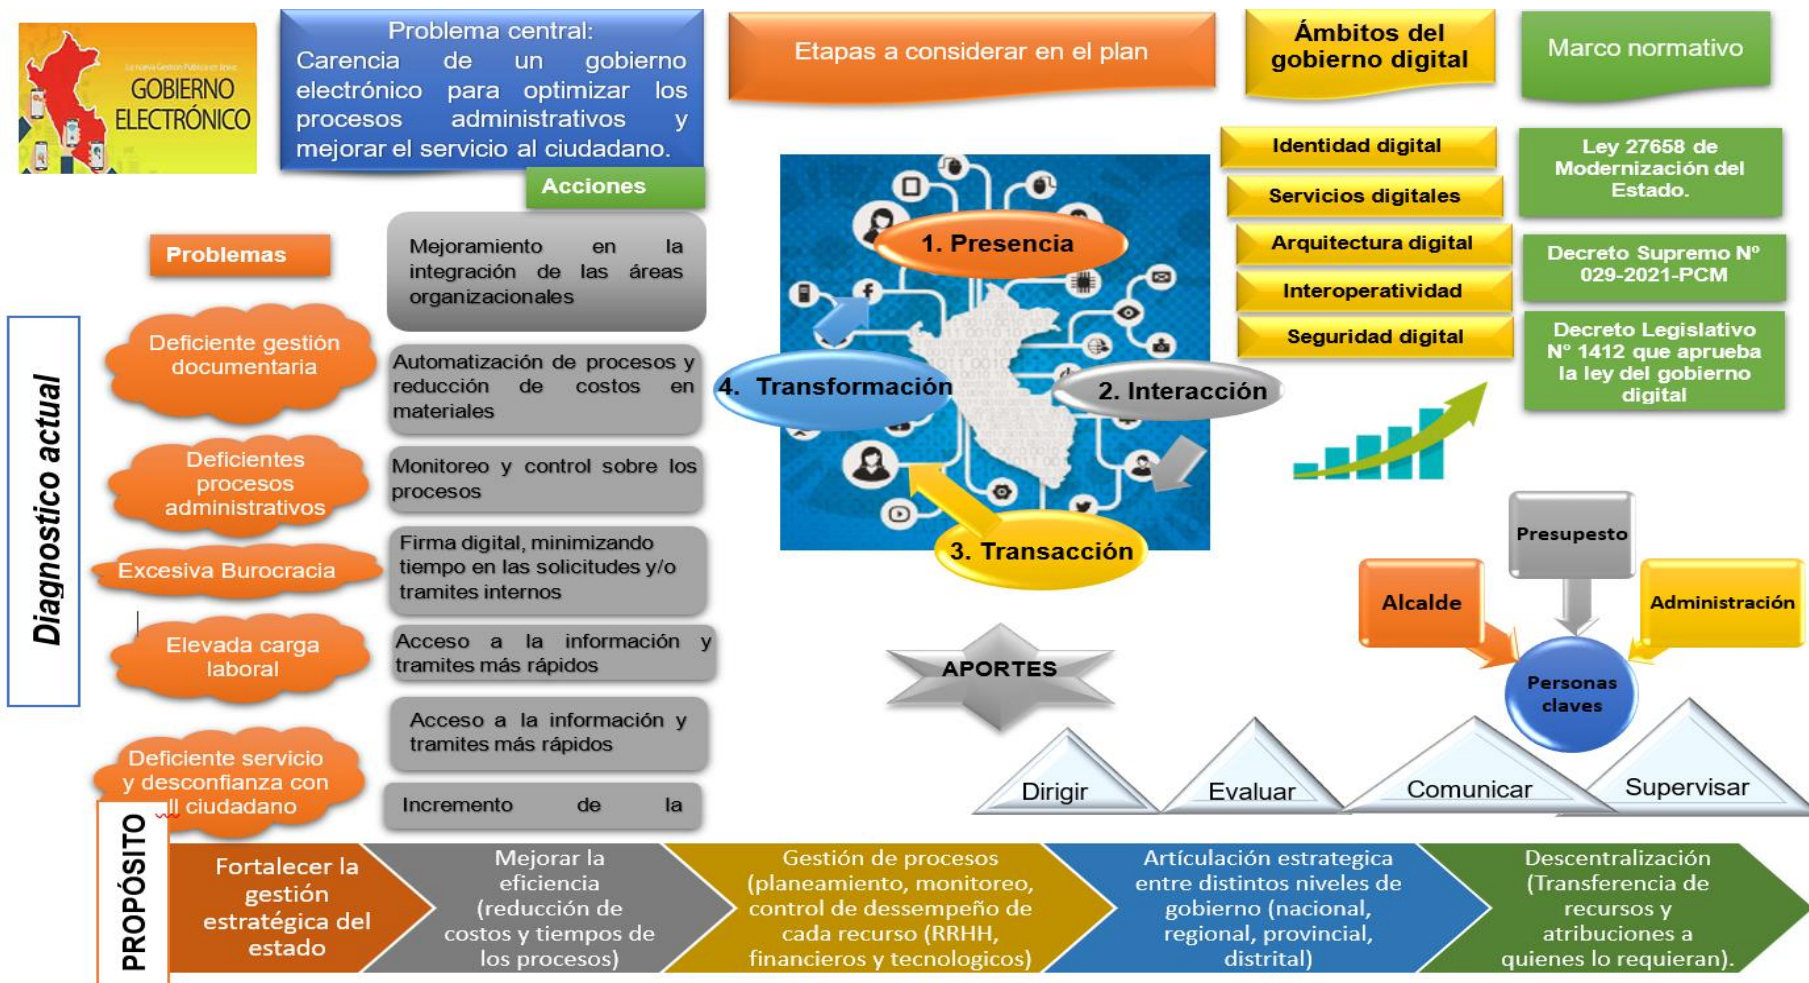 La nueva Gestión Pública en línea:
GOBIERNO
ELECTRÓNICO
Problema central:
Carencia de un gobierno
electrónico para optimizar los
procesos administrativos y
mejorar el servicio al ciudadano.
Etapas a considerar en el plan
Ámbitos del
gobierno digital
Marco normativo
Diagnostico actual
Problemas
Deficiente gestión
documentaria
Deficientes
procesos
administrativos
Excesiva Burocracia
Elevada carga
laboral
Deficiente servicio
y desconfianza con
ciudadano
Acciones
Mejoramiento en la
integración de las áreas
organizacionales
Automatización de procesos y
reducción de costos en
materiales
Monitoreo y control sobre los
procesos
Firma digital, minimizando
tiempo en las solicitudes y/o
tramites internos
Acceso a la información y
tramites más rápidos
Acceso a la información y
tramites más rápidos
Incremento de la
1. Presencia
2. Interacción
3. Transacción
4. Transformación
Identidad digital
Servicios digitales
Arquitectura digital
Interoperatividad
Seguridad digital
Ley 27658 de
Modernización del
Estado.
Decreto Supremo Nº
029-2021-PCM
Decreto Legislativo
N° 1412 que aprueba
la ley del gobierno
digital
Presupesto
Alcalde
Administración
Personas
claves
APORTES
Dirigir
Evaluar
Comunicar
Supervisar
PROPÓSITO
Fortalecer la
gestión
estratégica del
estado
Mejorar la
eficiencia
(reducción de
costos y tiempos de
los procesos)
Gestión de procesos
(planeamiento, monitoreo,
control de dessempeño de
cada recurso (RRHH,
financieros y tecnologicos)
Artículación estrategica
entre distintos niveles de
gobierno (nacional,
regional, provincial,
distrital)
Descentralización
(Transferencia de
recursos y
atribuciones a
quienes lo requieran).